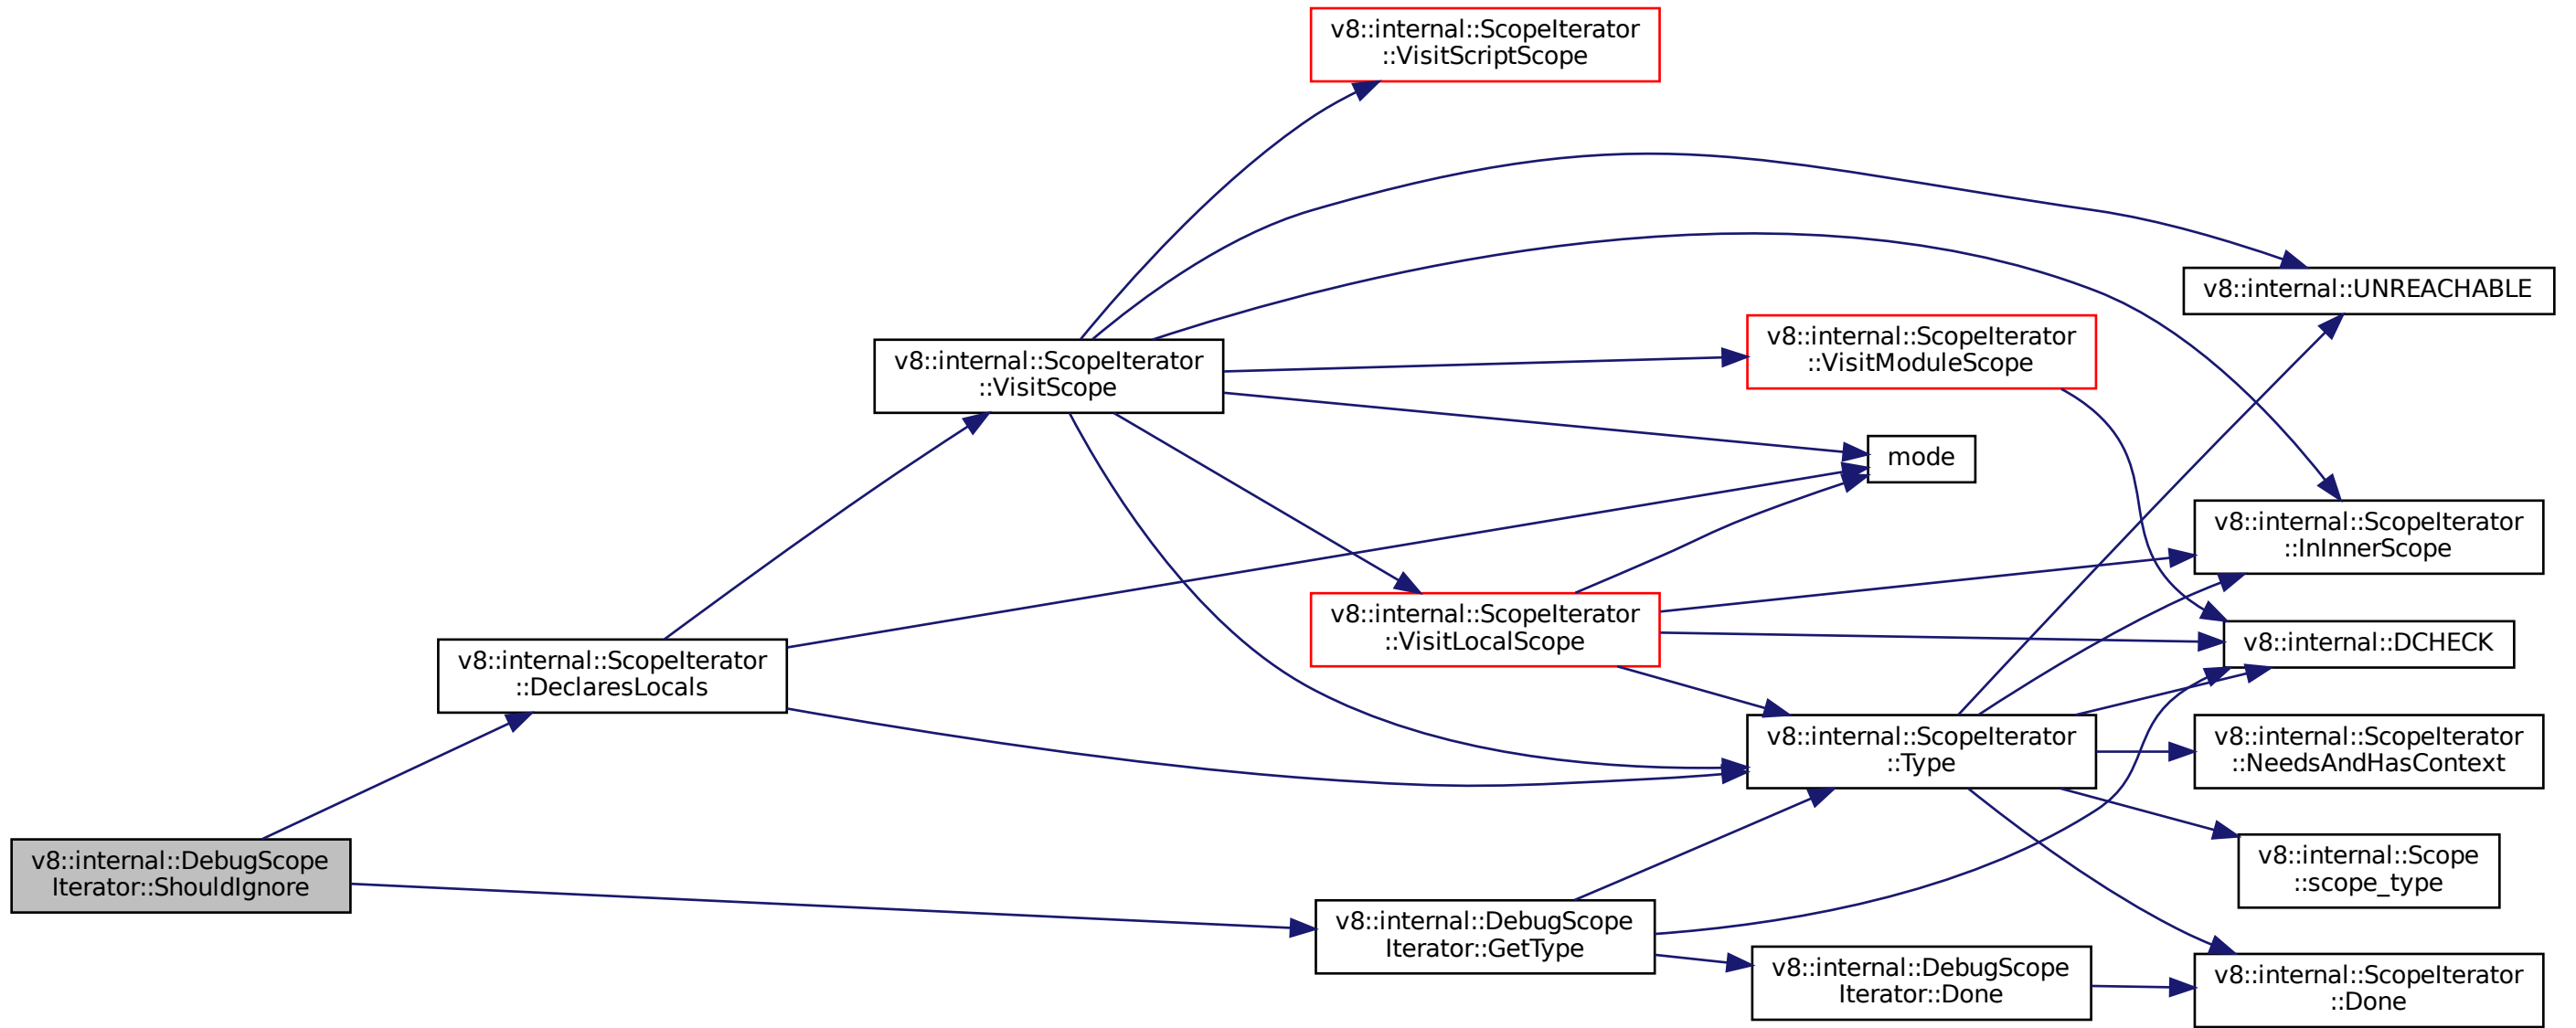 v8::internal::ScopeIterator
::VisitScriptScope
v8::internal::UNREACHABLE
v8::internal::ScopeIterator
::VisitModuleScope
v8::internal::ScopeIterator
::VisitScope
mode
v8::internal::ScopeIterator
::InInnerScope
v8::internal::ScopeIterator
::VisitLocalScope
v8::internal::DCHECK
v8::internal::ScopeIterator
::DeclaresLocals
v8::internal::ScopeIterator
::Type
v8::internal::ScopeIterator
::NeedsAndHasContext
v8::internal::DebugScope
Iterator::ShouldIgnore
v8::internal::Scope
::scope_type
v8::internal::DebugScope
Iterator::GetType
v8::internal::DebugScope
Iterator::Done
v8::internal::ScopeIterator
::Done